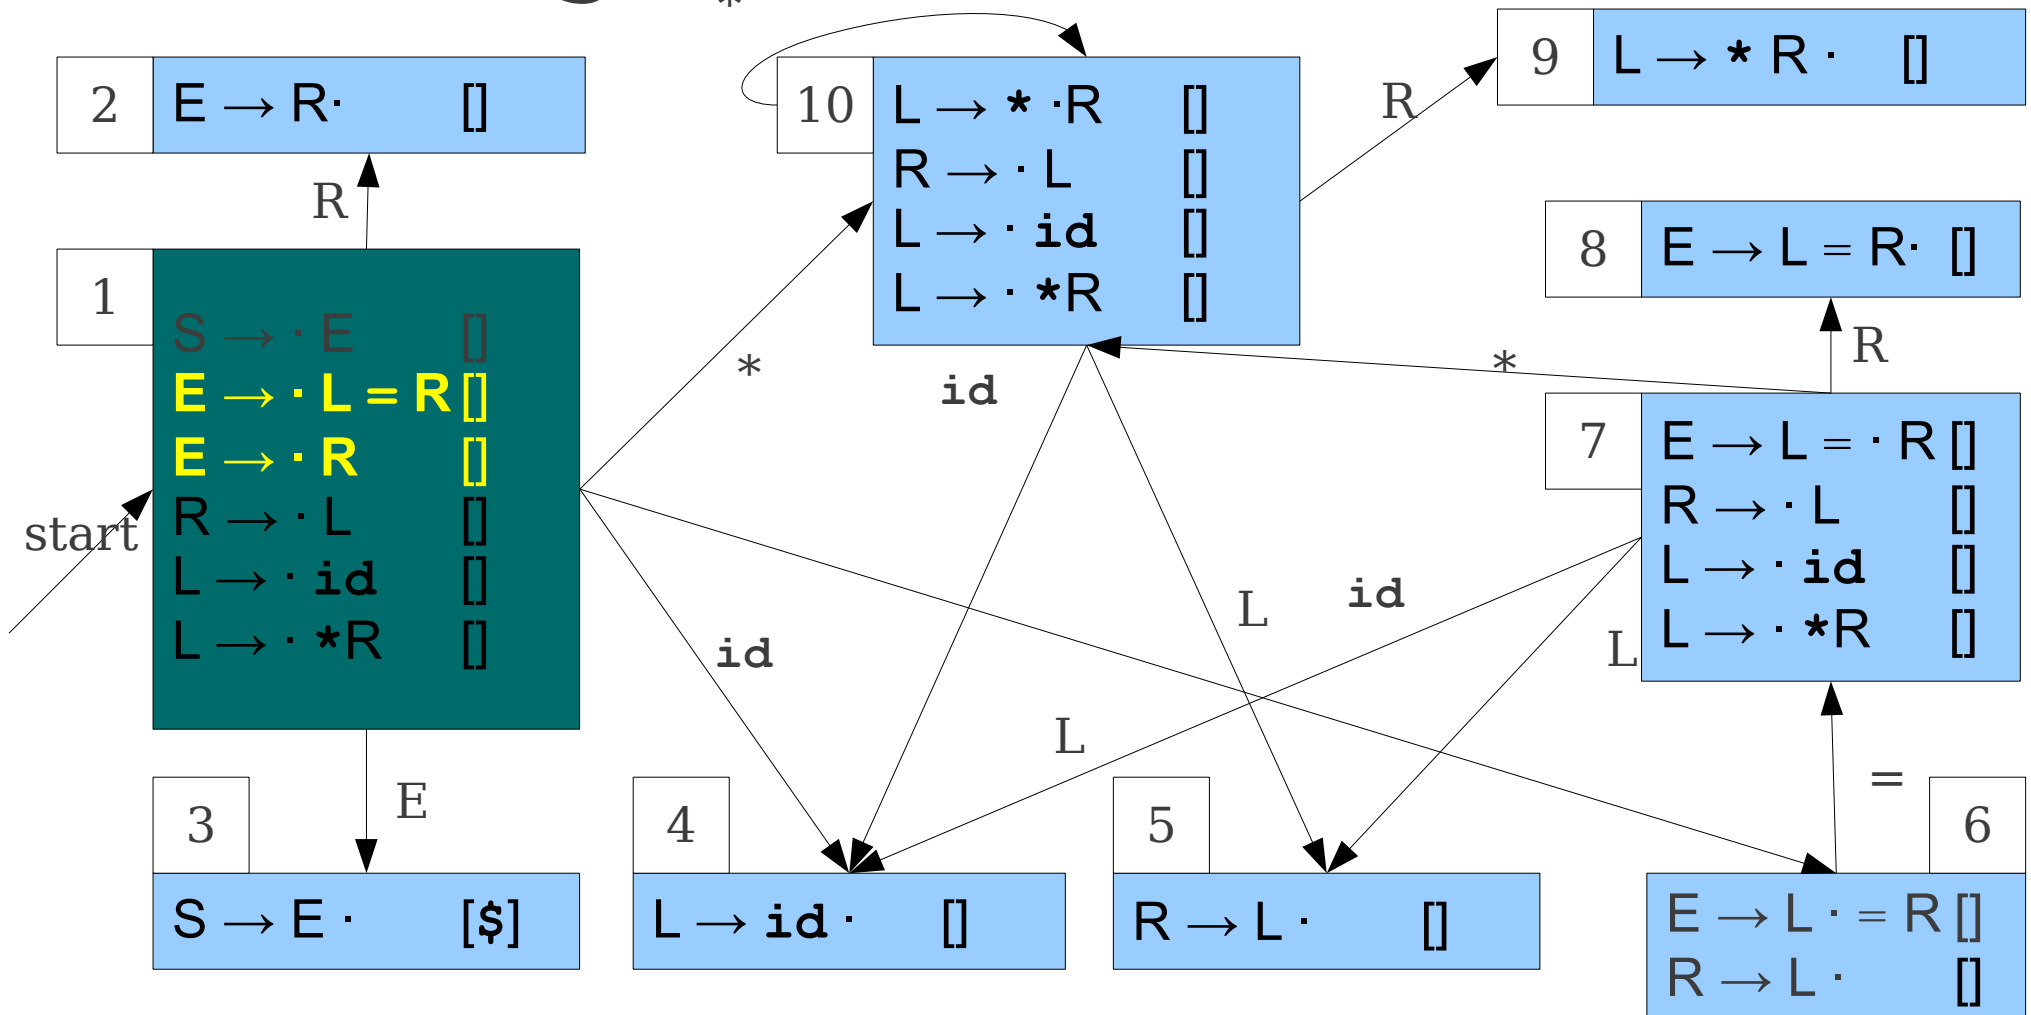 *
2
E → R· []
R
1
S → · E []
E → · L = R []
E → · R []
R → · L []
L → · id []
L → · *R []
start
E
3
S → E · [$]
10
L → * ·R []
R → · L []
L → · id []
L → · *R []
*
id
id
R
9
L → * R · []
8
E → L = R· []
R
*
7
E → L = · R []
R → · L []
L → · id []
L → · *R []
L
id
L
L
=
4
L → id · []
5
R → L · []
6
E → L · = R []
R → L · []